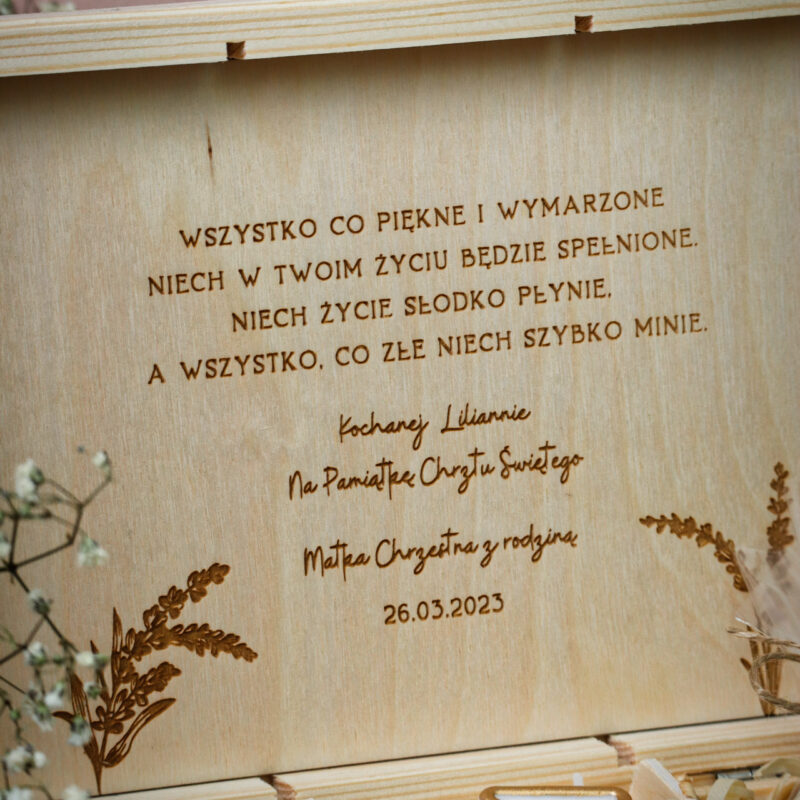 WSZYSTKO CO PIĘKNE I WYMARZONE
NIECH W TWOIM ŻYCIU BĘDZIE SPEŁNIONE.
NIECH ŻYCIE SŁODKO PŁYNIE,
A WSZYSTKO, CO ZŁE NIECH SZYBKO MINIE.
Kochanej Liliannie
Na Pamiątkę Chrztu Świętego
Matka Chrzestna z rodziną
26.03.2023